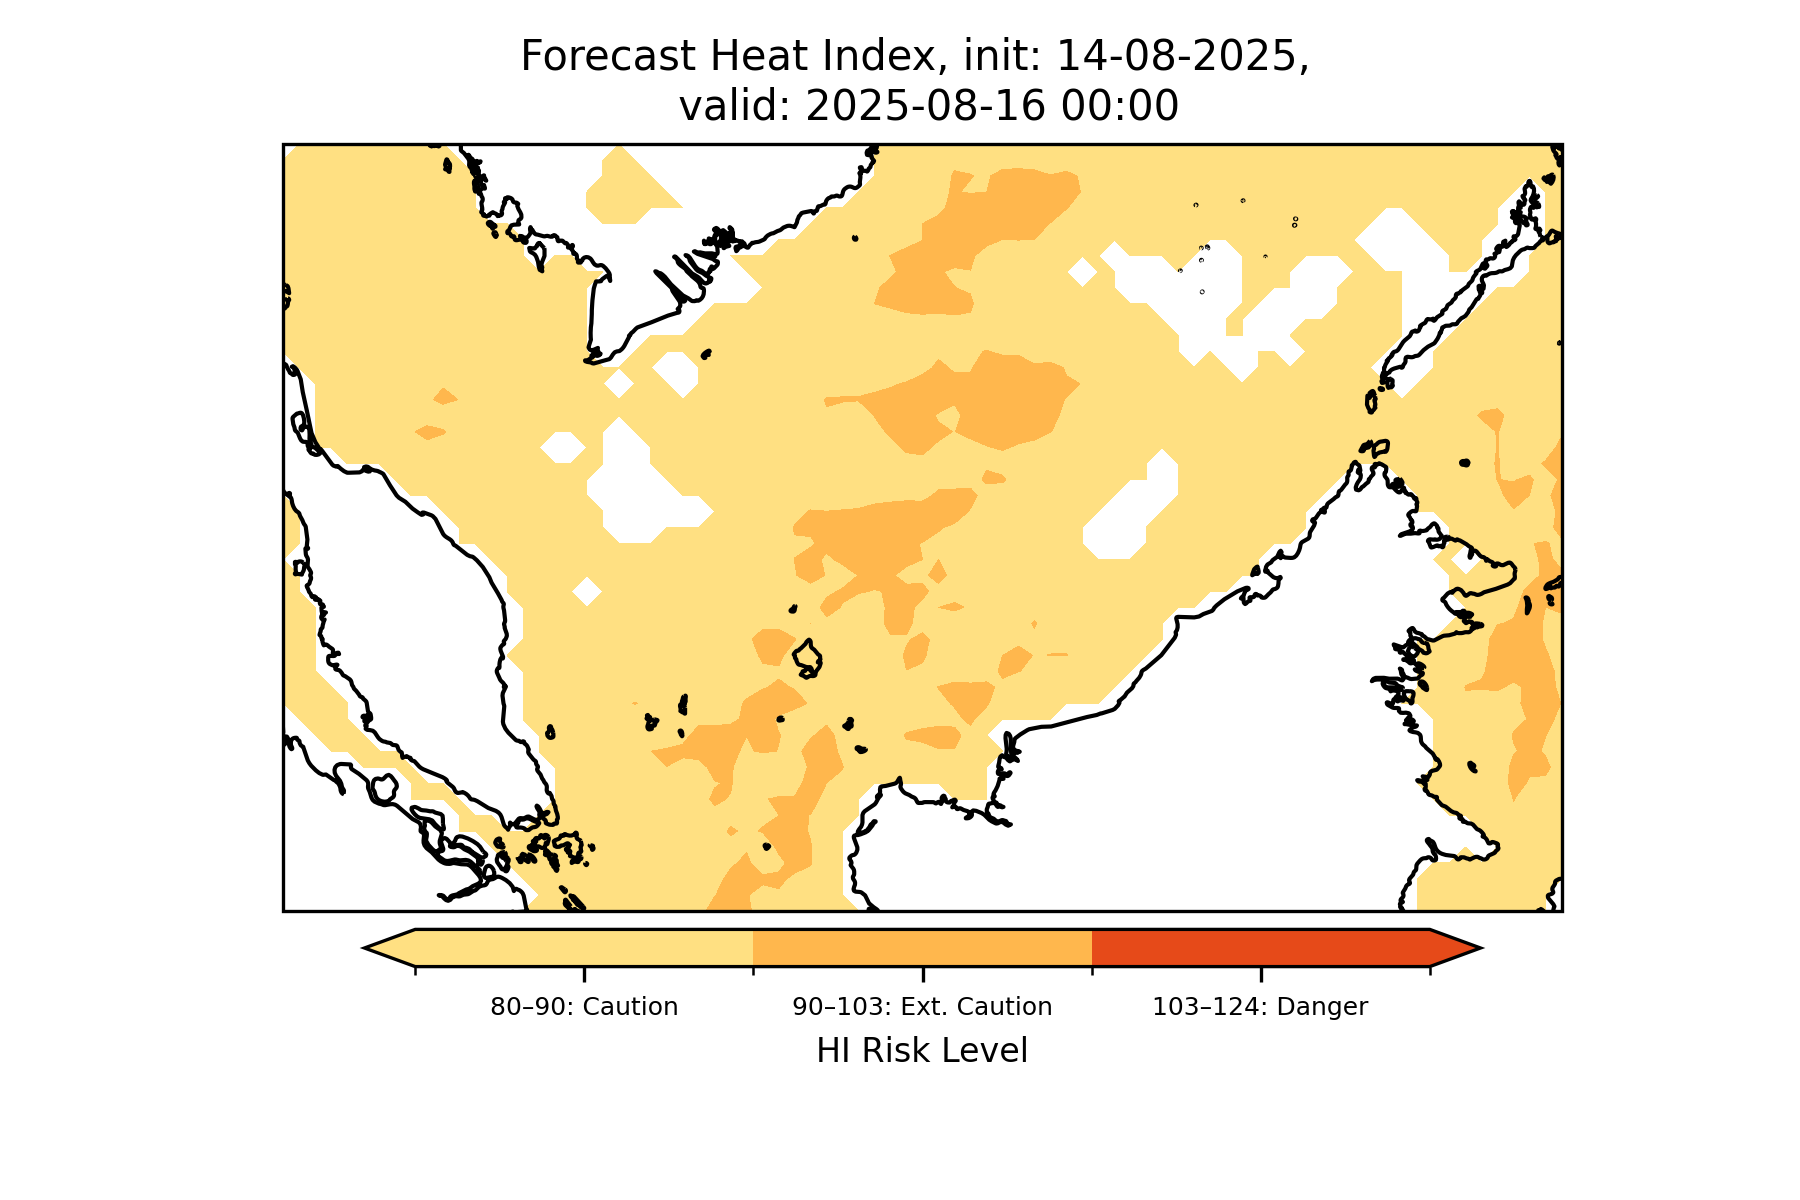 Forecast Heat Index, init: 14-08-2025,
valid: 2025-08-16 00:00
80–90: Caution
90–103: Ext. Caution
103–124: Danger
HI Risk Level